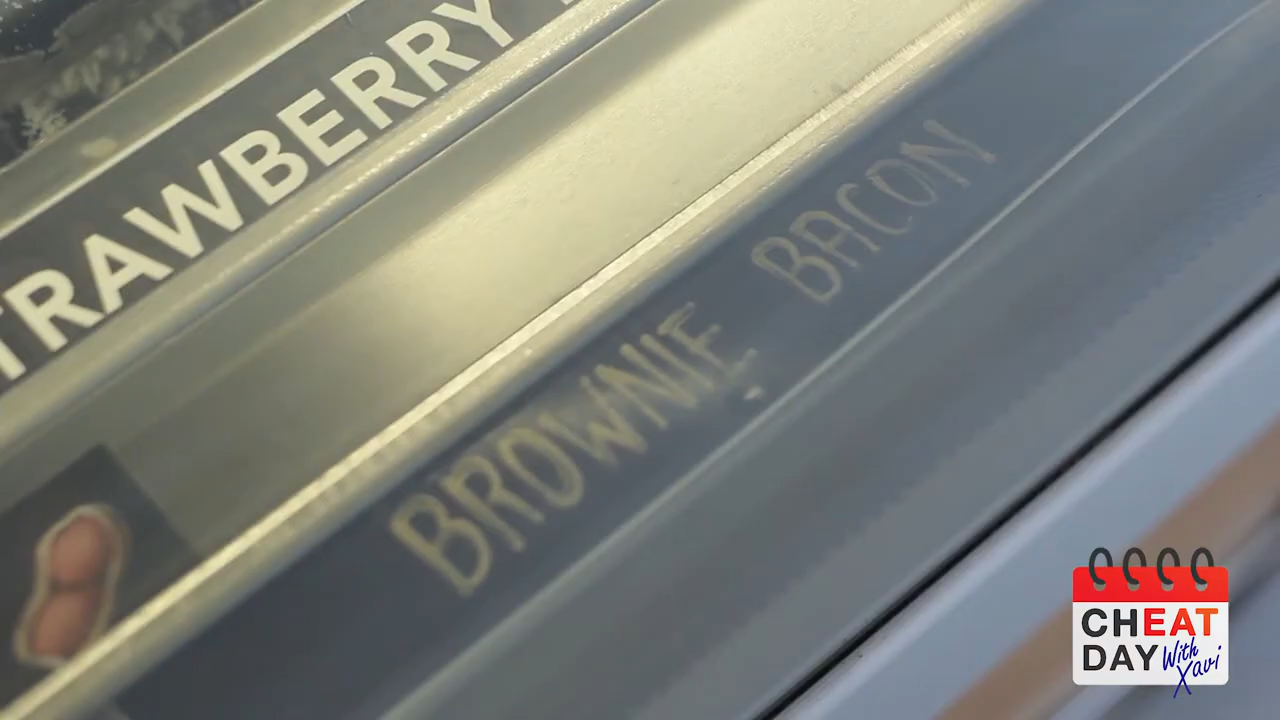 TRAWBERRY
BROWNIE BACON
CHEAT
DAY With
Xavi